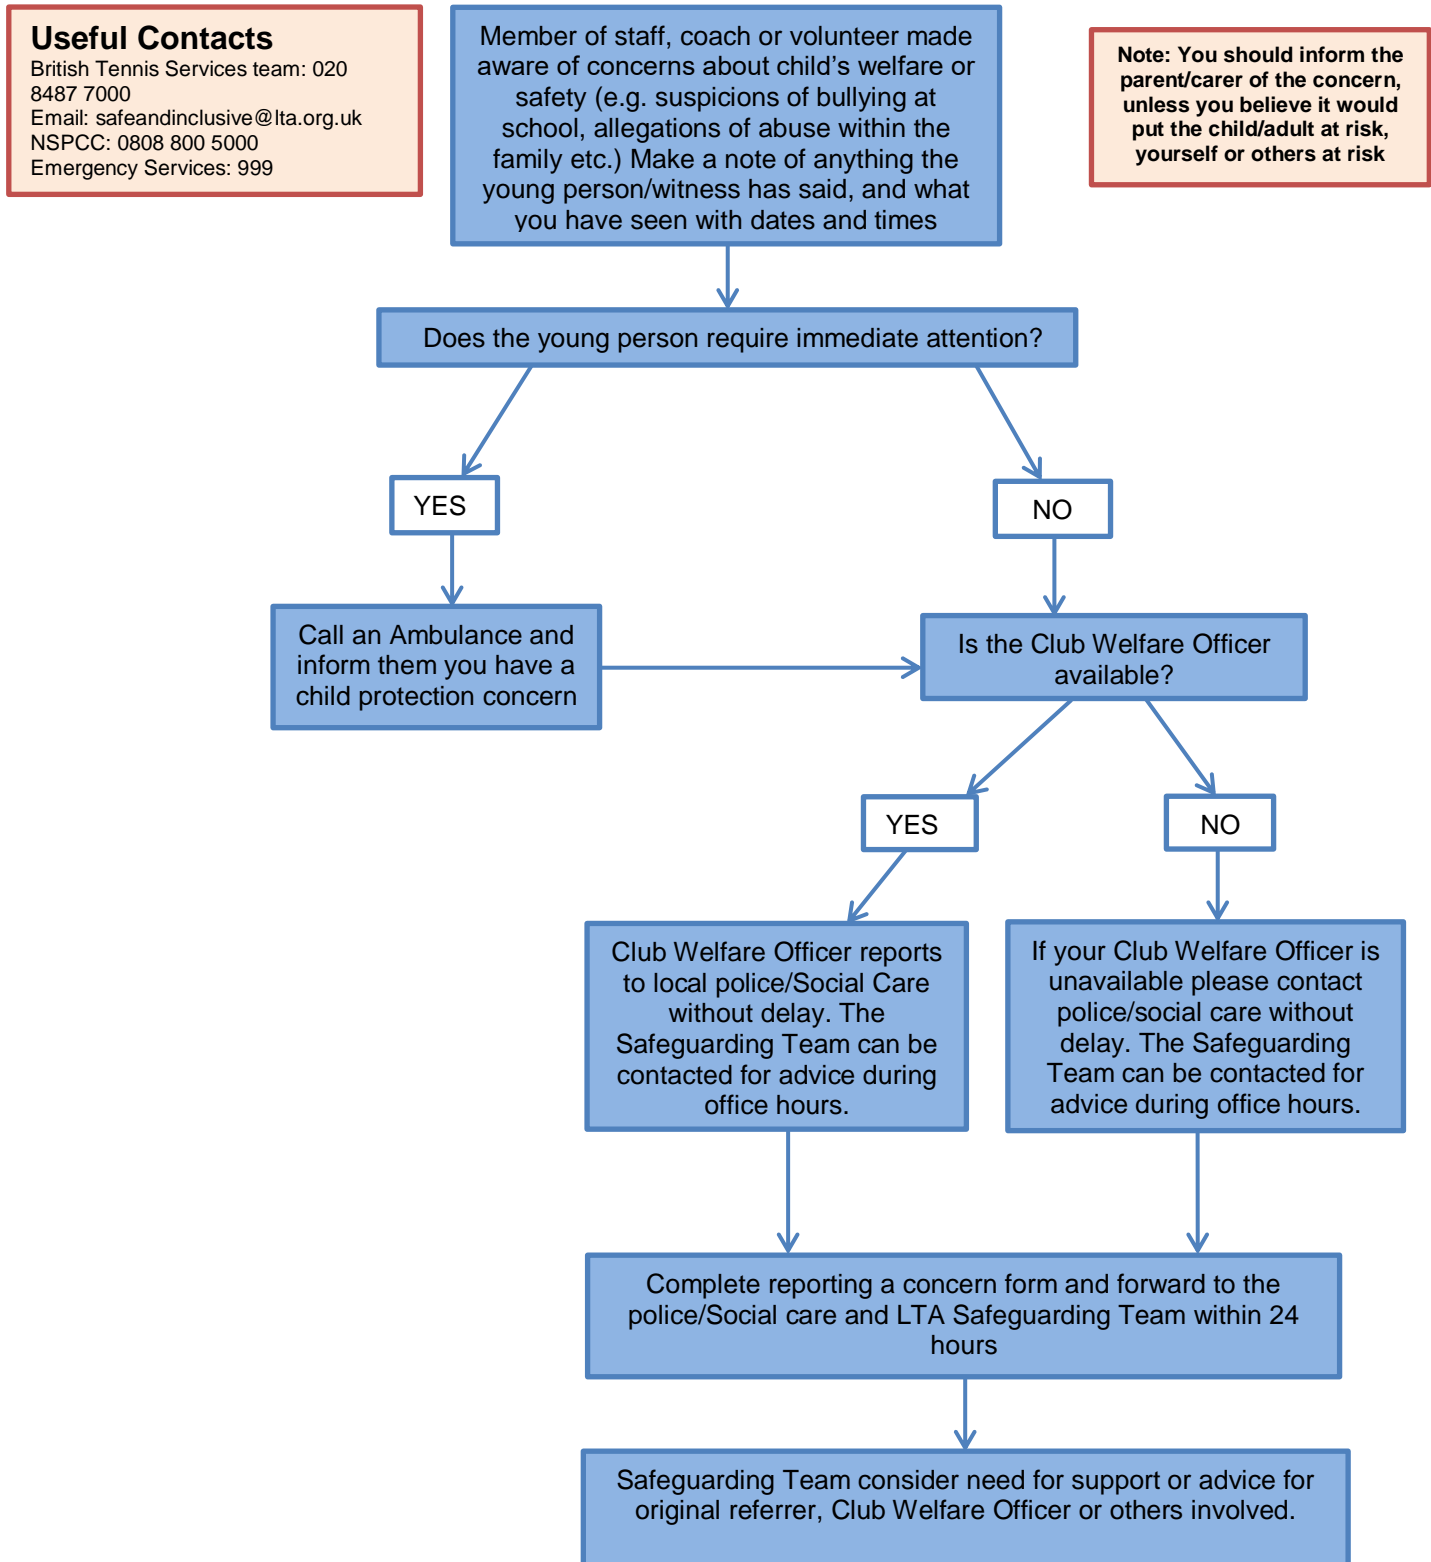 Useful Contacts
British Tennis Services team: 020
8487 7000
Email: safeandinclusive@lta.org.uk
NSPCC: 0808 800 5000
Emergency Services: 999
Member of staff, coach or volunteer made
aware of concerns about child's welfare or
safety (e.g. suspicions of bullying at
school, allegations of abuse within the
family etc.) Make a note of anything the
young person/witness has said, and what
you have seen with dates and times
Note: You should inform the
parent/carer of the concern,
unless you believe it would
put the child/adult at risk,
yourself or others at risk
Does the young person require immediate attention?
YES
NO
Call an Ambulance and
inform them you have a
child protection concern
Is the Club Welfare Officer
available?
YES
NO
Club Welfare Officer reports
to local police/Social Care
without delay. The
Safeguarding Team can be
contacted for advice during
office hours.
If your Club Welfare Officer is
unavailable please contact
police/social care without
delay. The Safeguarding
Team can be contacted for
advice during office hours.
Complete reporting a concern form and forward to the
police/Social care and LTA Safeguarding Team within 24
hours
Safeguarding Team consider need for support or advice for
original referrer, Club Welfare Officer or others involved.